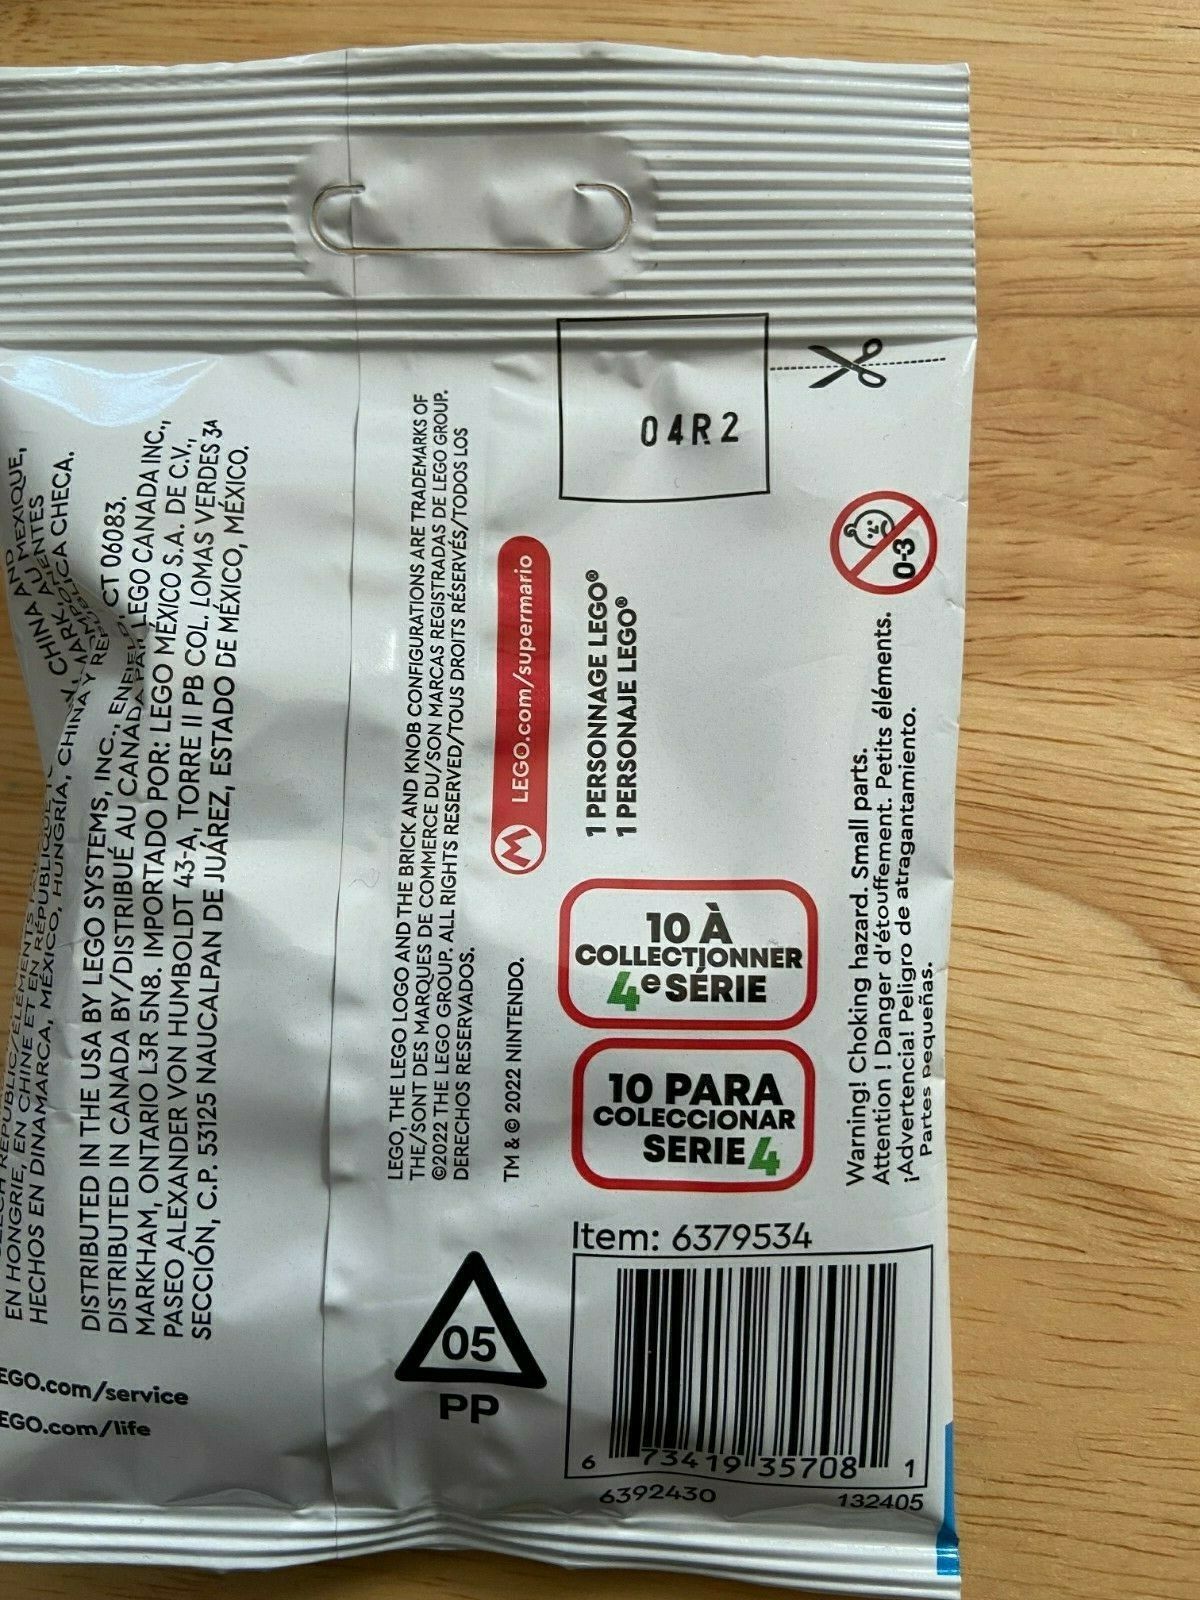 04R2
0-3
LEGO.com/supermario
1 PERSONNAGE LEGO®
1 PERSONAJE LEGO®
10 À
COLLECTIONNER
4e SÉRIE
10 PARA
COLECCIONAR
SERIE 4
Warning! Choking hazard. Small parts.
Attention ! Danger d'étouffement. Petits éléments.
¡Advertencia! Peligro de atragantamiento.
Partes pequeñas.
CHINA AND MEXIQUE,
EN HONGRIE, EN CHINE ET EN RÉPUBLIQUE
HECHOS EN DINAMARCA, MÉXICO, HUNGRÍA, CHINA Y CHECA.
DISTRIBUTED IN THE USA BY LEGO SYSTEMS, INC., CT 06083.
DISTRIBUTED IN CANADA BY/DISTRIBUÉ AU CANADA PAR LEGO CANADA INC.,
MARKHAM, ONTARIO L3R 5N8. IMPORTADO POR: LEGO MÉXICO S.A. DE C.V.,
PASEO ALEXANDER VON HUMBOLDT 43-A, TORRE II PB COL. LOMAS VERDES 3A
SECCIÓN, C.P. 53125 NAUCALPAN DE JUÁREZ, ESTADO DE MÉXICO, MÉXICO.
LEGO, THE LEGO LOGO AND THE BRICK AND KNOB CONFIGURATIONS ARE TRADEMARKS OF
THE/SONT DES MARQUES DE COMMERCE DU/SON MARCAS REGISTRADAS DE LEGO GROUP.
©2022 THE LEGO GROUP. ALL RIGHTS RESERVED/TOUS DROITS RÉSERVÉS/TODOS LOS
DERECHOS RESERVADOS.
TM & © 2022 NINTENDO.
EGO.com/service
EGO.com/life
05
PP
Item: 6379534
6 73419 35708 1
6392430 132405